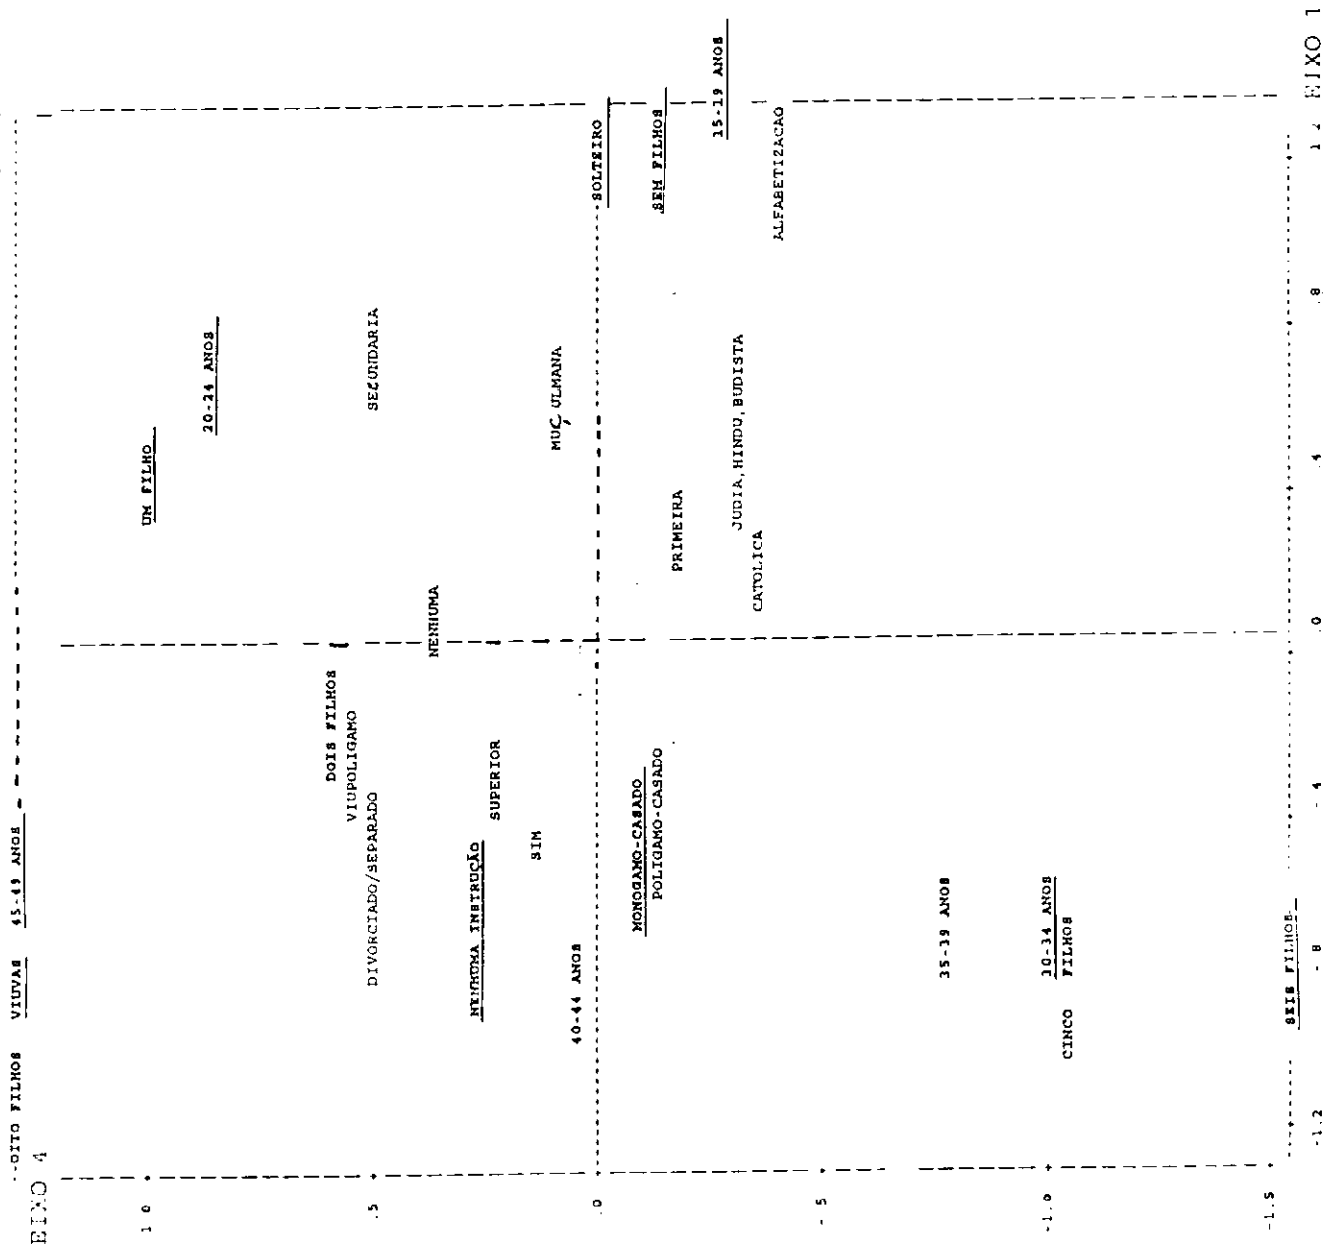 OITO FILHOS VIUVAS 45-49 ANOS
EIXO 4
1 0 UM FILHO
20-24 ANOS
DOIS FILHOS
VIUPOLIGAMO
.5 DIVORCIADO/SEPARADO SECUNDARIA
NENHUMA
NENHUMA INSTRUÇÃO
SUPERIOR
SIM
MUÇULMANA
40-44 ANOS
.0 SOLTEIRO
MONOGAMO-CASADO
POLIGAMO-CASADO SEM FILHOS
PRIMEIRA
15-19 ANOS
JUDIA,HINDU,BUDISTA
CATOLICA
ALFABETIZACAO
- 5
35-39 ANOS
-1.0 30-34 ANOS
CINCO FILHOS
-1.5
SEIS FILHOS
-1.2 - 8 - 4 .0 .4 .8 1 2 EIXO 1